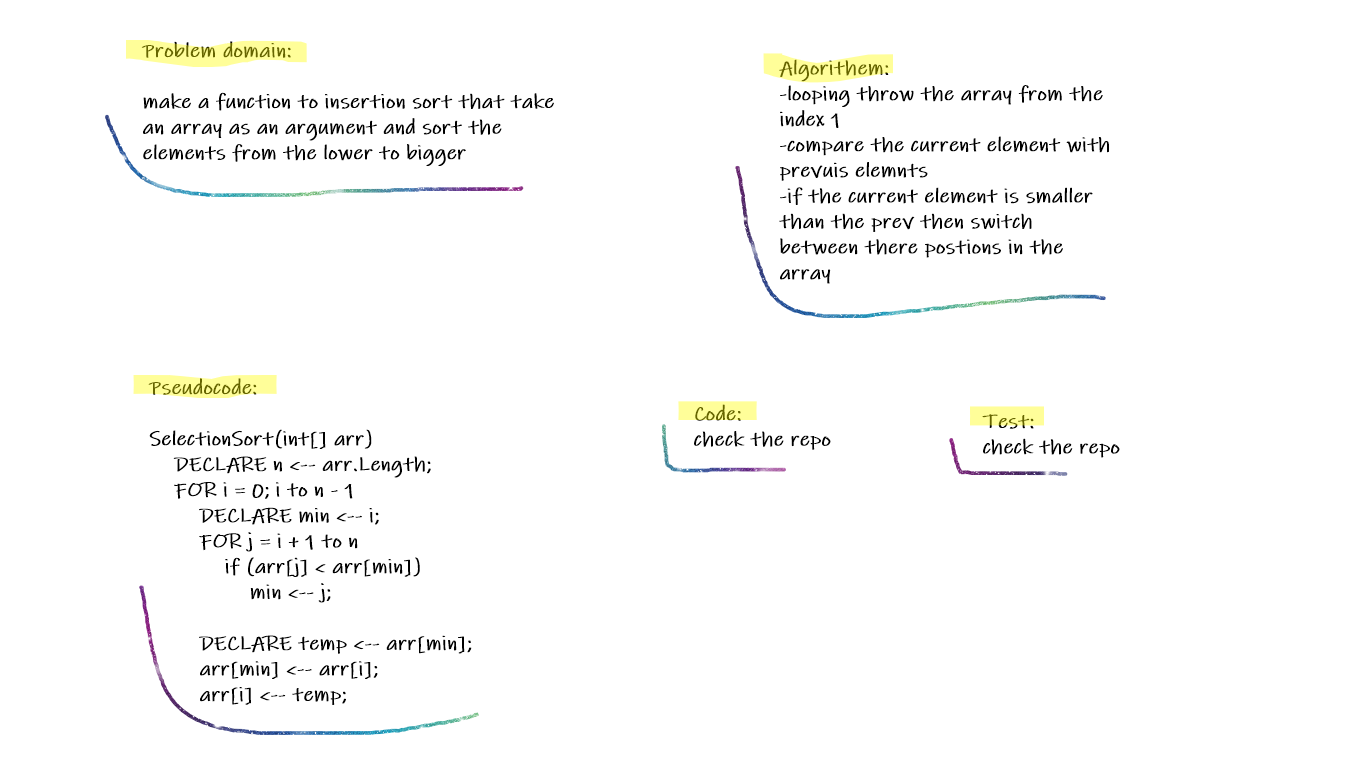 Problem domain:
make a function to insertion sort that take
an array as an argument and sort the
elements from the lower to bigger
Algorithem:
-looping throw the array from the
index 1
-compare the current element with
prevuis elemnts
-if the current element is smaller
than the prev then switch
between there postions in the
array
Pseudocode:
SelectionSort(int[] arr)
DECLARE n <-- arr.Length;
FOR i = 0; i to n - 1
DECLARE min <-- i;
FOR j = i + 1 to n
if (arr[j] < arr[min])
min <-- j;
DECLARE temp <-- arr[min];
arr[min] <-- arr[i];
arr[i] <-- temp;
Code:
check the repo
Test:
check the repo